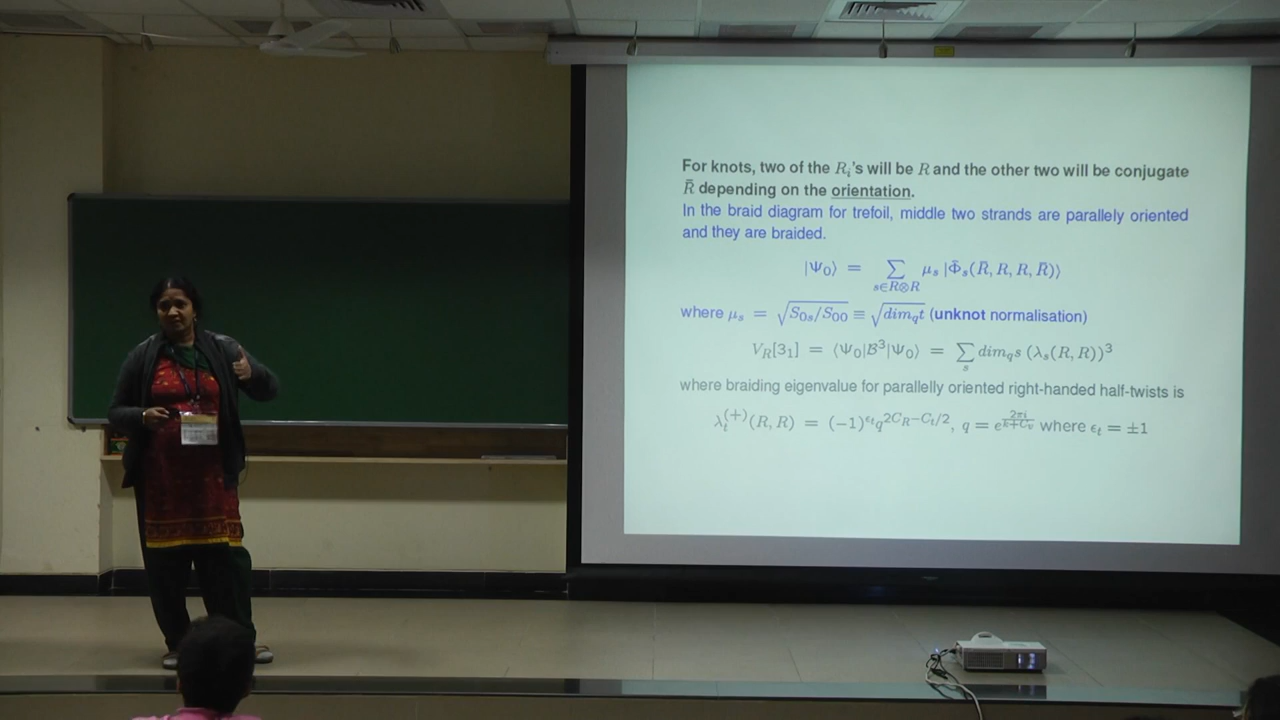 For knots, two of the $R_i$'s will be $R$ and the other two will be conjugate
$\bar{R}$ depending on the orientation.
In the braid diagram for trefoil, middle two strands are parallely oriented
and they are braided.
$|\Psi_0\rangle = \sum_{s \in R \otimes R} \mu_s |\bar{\Phi}_s(\bar{R}, R, R, \bar{R})\rangle$
where $\mu_s = \sqrt{S_{0s}/S_{00}} \equiv \sqrt{dim_q t}$ (unknot normalisation)
$V_R[3_1] = \langle\Psi_0|\mathcal{B}^3|\Psi_0\rangle = \sum_s dim_q s \, (\lambda_s(R, R))^3$
where braiding eigenvalue for parallelly oriented right-handed half-twists is
$\lambda_t^{(+)}(R, R) = (-1)^{\epsilon_t} q^{2C_R - C_t/2}$, $q = e^{\frac{2\pi i}{k+C_v}}$ where $\epsilon_t = \pm 1$